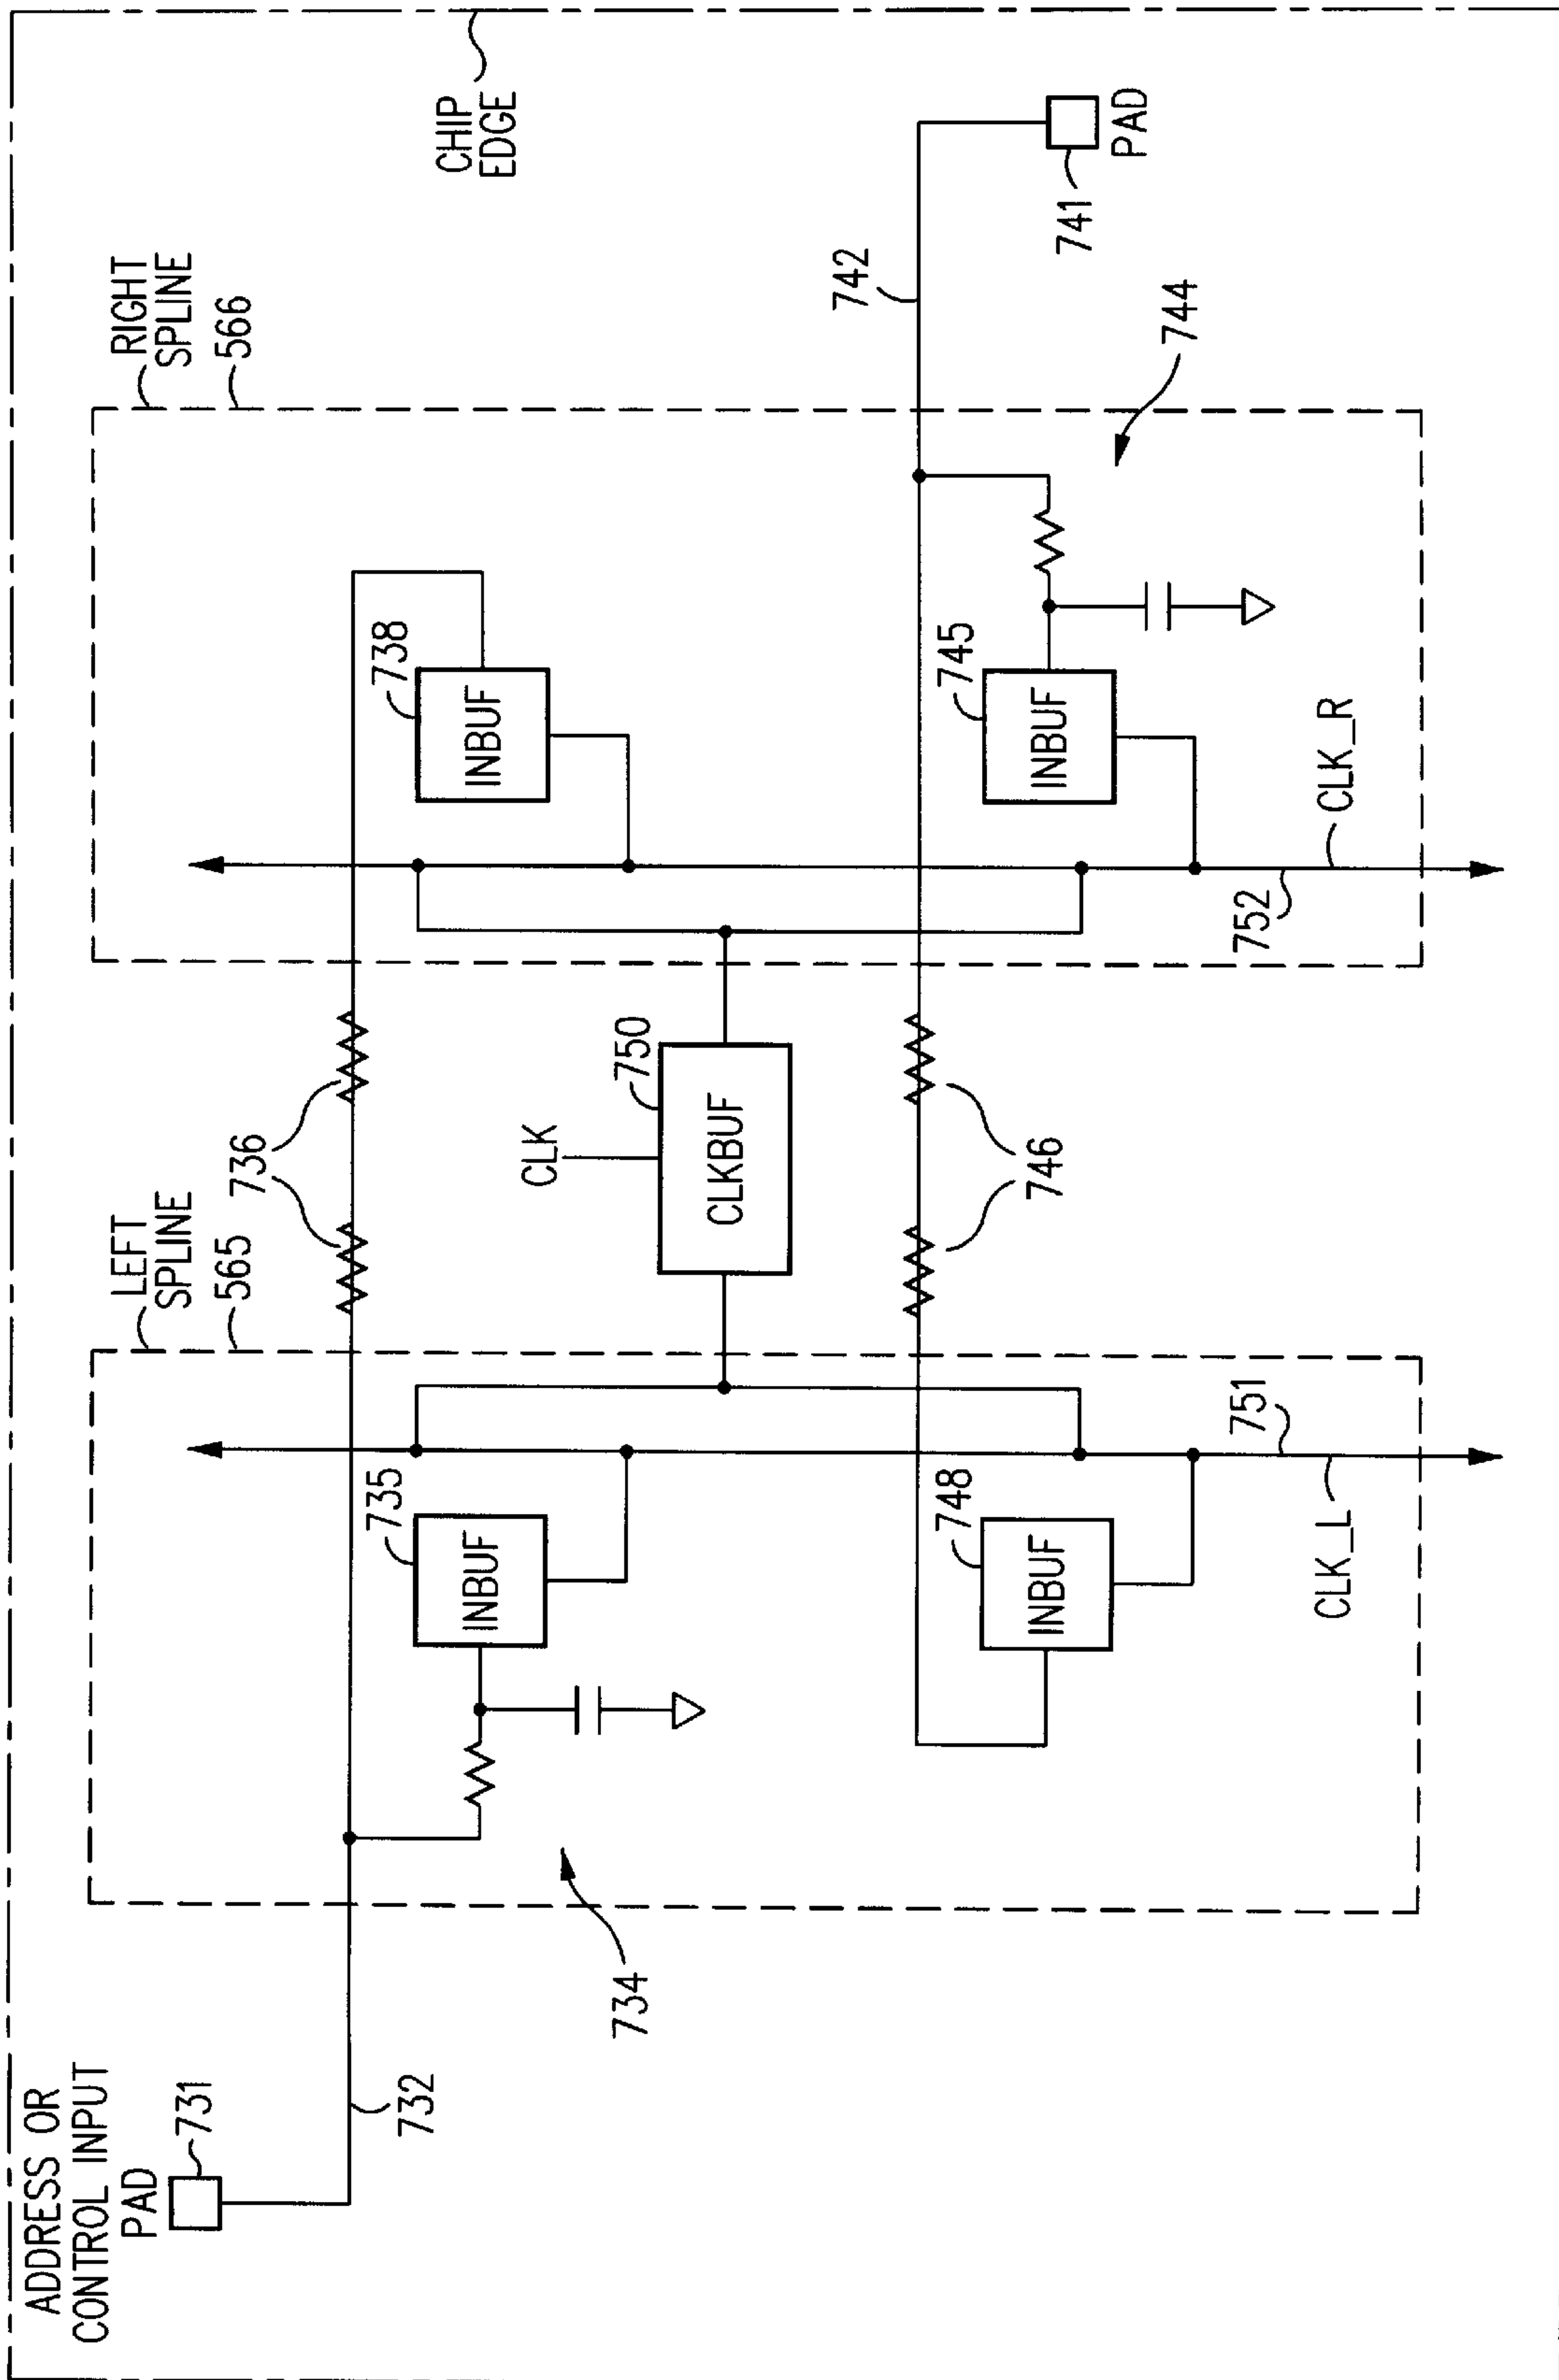 ADDRESS OR
CONTROL INPUT
PAD
731
732
734
LEFT
SPLINE
565
735
INBUF
748
INBUF
751
CLK_L
736
CLK
750
CLKBUF
746
RIGHT
SPLINE
566
738
INBUF
745
INBUF
752
CLK_R
742
744
741
PAD
CHIP
EDGE